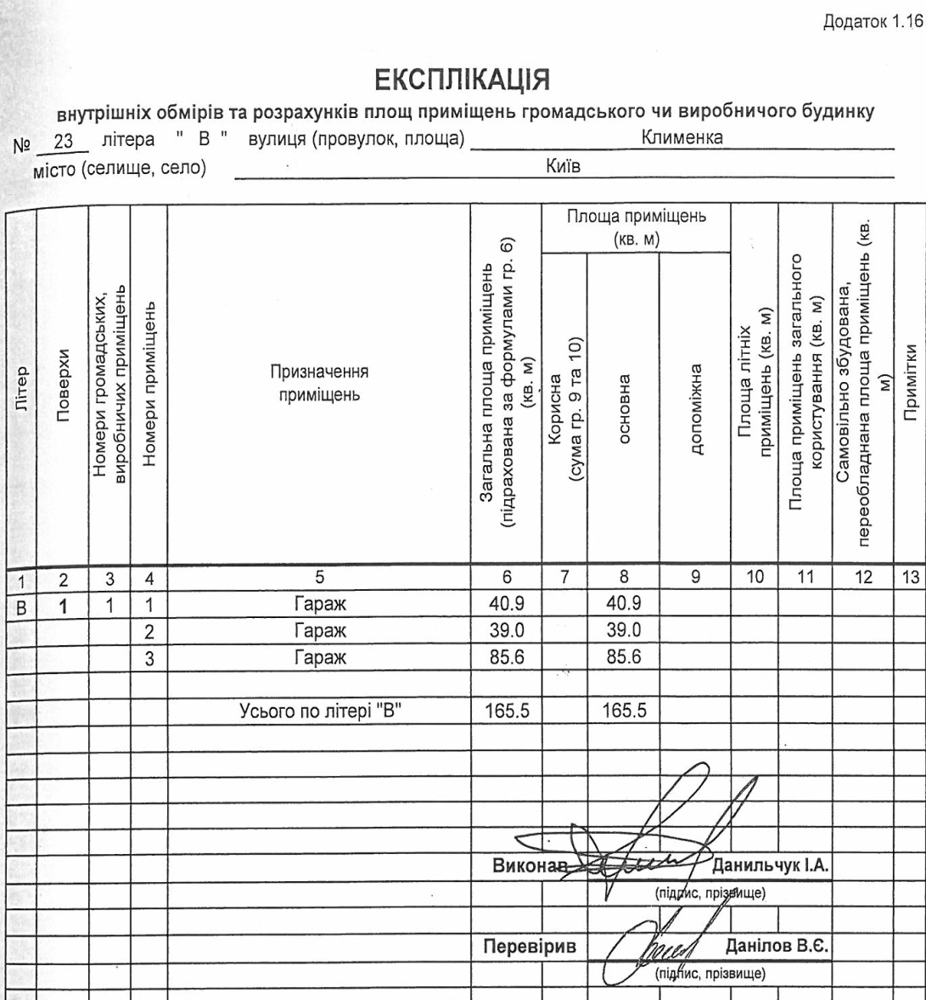 Додаток 1.16
ЕКСПЛІКАЦІЯ
внутрішніх обмірів та розрахунків площ приміщень громадського чи виробничого будинку
№ 23 літера " В " вулиця (провулок, площа) Клименка
місто (селище, село) Київ
Літер
Поверхи
Номери громадських,
виробничих приміщень
Номери приміщень
Призначення
приміщень
Загальна площа приміщень
(підрахована за формулами гр. 6)
(кв. м)
Площа приміщень
(кв. м)
Корисна
(сума гр. 9 та 10)
основна
допоміжна
Площа літніх
приміщень (кв. м)
Площа приміщень загального
користування (кв. м)
Самовільно збудована,
переобладнана площа приміщень (кв.
м)
Примітки
1 2 3 4 5 6 7 8 9 10 11 12 13
В 1 1 1 Гараж 40.9 40.9
2 Гараж 39.0 39.0
3 Гараж 85.6 85.6
Усього по літері "В" 165.5 165.5
Виконав Данильчук І.А.
(підпис, прізвище)
Перевірив Данілов В.Є.
(підпис, прізвище)